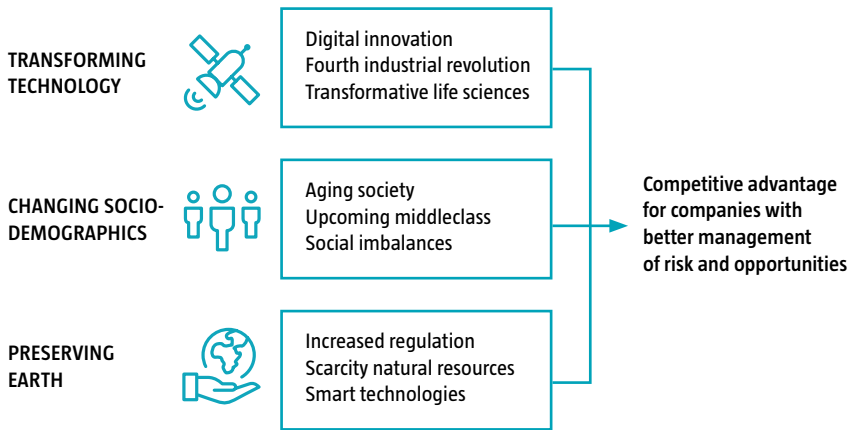 TRANSFORMING
TECHNOLOGY
Digital innovation
Fourth industrial revolution
Transformative life sciences
CHANGING SOCIO-
DEMOGRAPHICS
Aging society
Upcoming middleclass
Social imbalances
PRESERVING
EARTH
Increased regulation
Scarcity natural resources
Smart technologies
Competitive advantage
for companies with
better management
of risk and opportunities